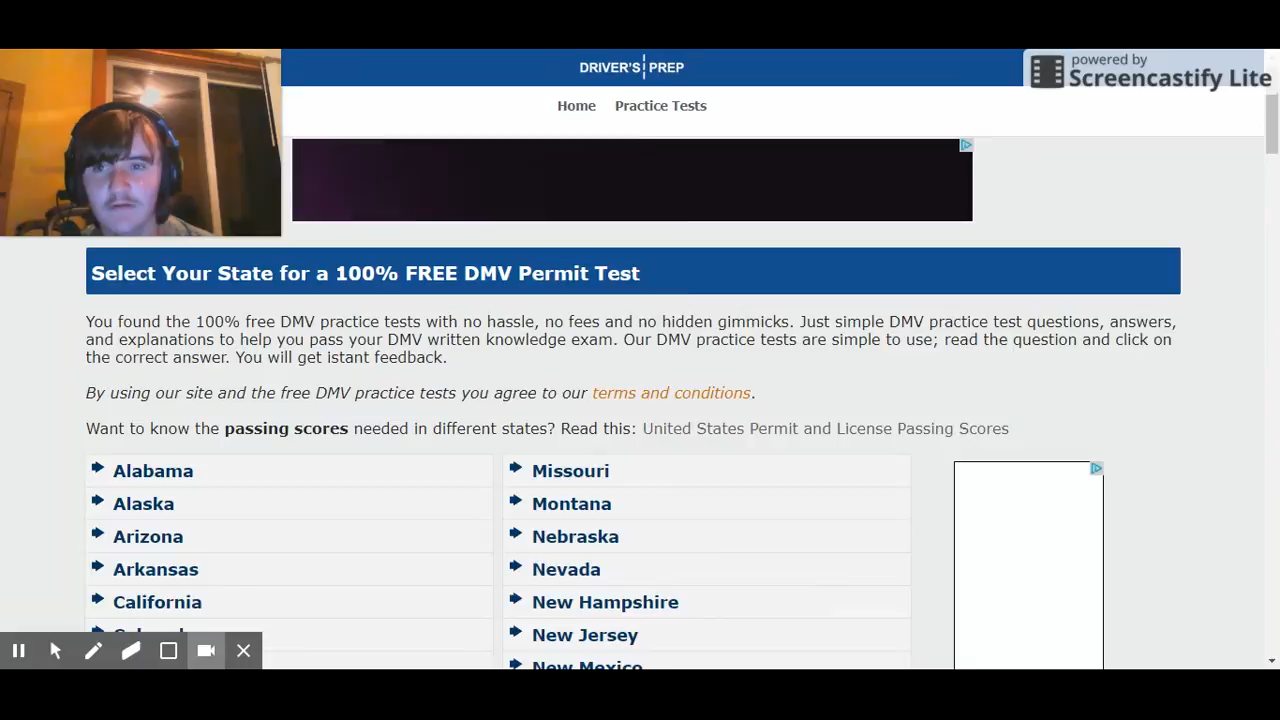 DRIVER'S PREP
powered by
Screencastify Lite
Home Practice Tests
Select Your State for a 100% FREE DMV Permit Test
You found the 100% free DMV practice tests with no hassle, no fees and no hidden gimmicks. Just simple DMV practice test questions, answers,
and explanations to help you pass your DMV written knowledge exam. Our DMV practice tests are simple to use; read the question and click on
the correct answer. You will get istant feedback.
By using our site and the free DMV practice tests you agree to our terms and conditions.
Want to know the passing scores needed in different states? Read this: United States Permit and License Passing Scores
Alabama
Alaska
Arizona
Arkansas
California
Missouri
Montana
Nebraska
Nevada
New Hampshire
New Jersey
New Mexico